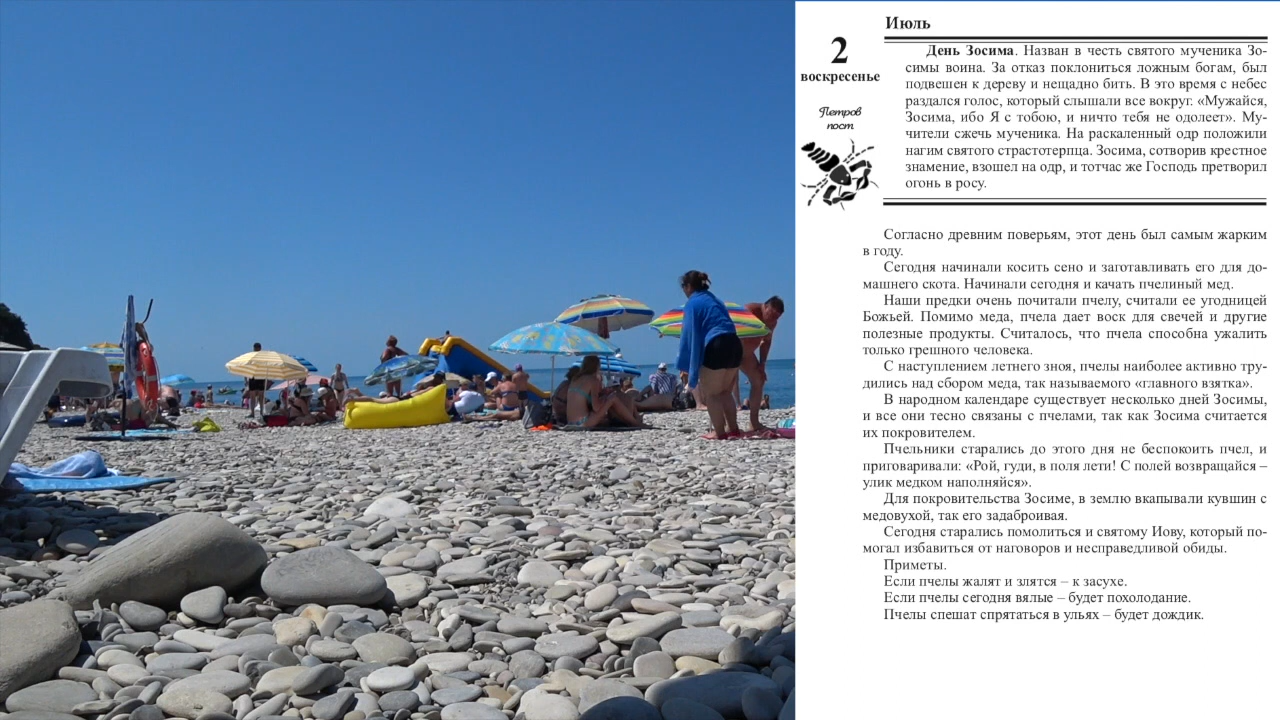 Июль
2
воскресенье
Петров
пост
День Зосима. Назван в честь святого мученика Зо-
симы воина. За отказ поклониться ложным богам, был
подвешен к дереву и нещадно бить. В это время с небес
раздался голос, который слышали все вокруг. «Мужайся,
Зосима, ибо Я с тобою, и ничто тебя не одолеет». Му-
чители сжечь мученика. На раскаленный одр положили
нагим святого страстотерпца. Зосима, сотворив крестное
знамение, взошел на одр, и тотчас же Господь претворил
огонь в росу.
Согласно древним поверьям, этот день был самым жарким
в году.
Сегодня начинали косить сено и заготавливать его для до-
машнего скота. Начинали сегодня и качать пчелиный мед.
Наши предки очень почитали пчелу, считали ее угодницей
Божьей. Помимо меда, пчела дает воск для свечей и другие
полезные продукты. Считалось, что пчела способна ужалить
только грешного человека.
С наступлением летнего зноя, пчелы наиболее активно тру-
дились над сбором меда, так называемого «главного взятка».
В народном календаре существует несколько дней Зосимы,
и все они тесно связаны с пчелами, так как Зосима считается
их покровителем.
Пчельники старались до этого дня не беспокоить пчел, и
приговаривали: «Рой, гуди, в поля лети! С полей возвращайся –
улик медком наполняйся».
Для покровительства Зосиме, в землю вкапывали кувшин с
медовухой, так его задабривая.
Сегодня старались помолиться и святому Иову, который по-
могал избавиться от наговоров и несправедливой обиды.
Приметы.
Если пчелы жалят и злятся – к засухе.
Если пчелы сегодня вялые – будет похолодание.
Пчелы спешат спрятаться в ульях – будет дождик.